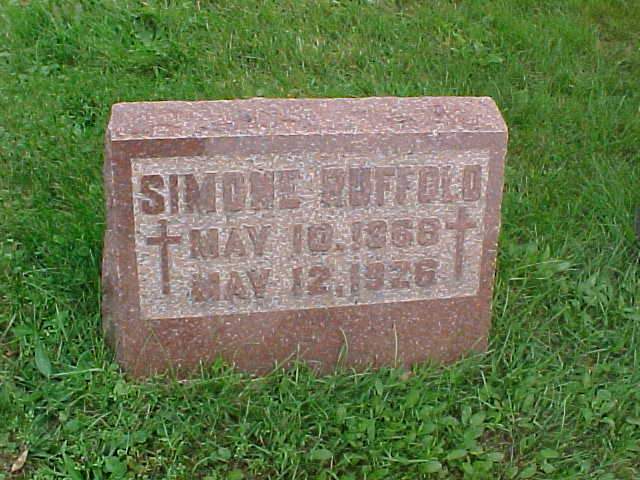 SIMONE RUFFOLO
MAY 10, 1868
MAY 12, 1926